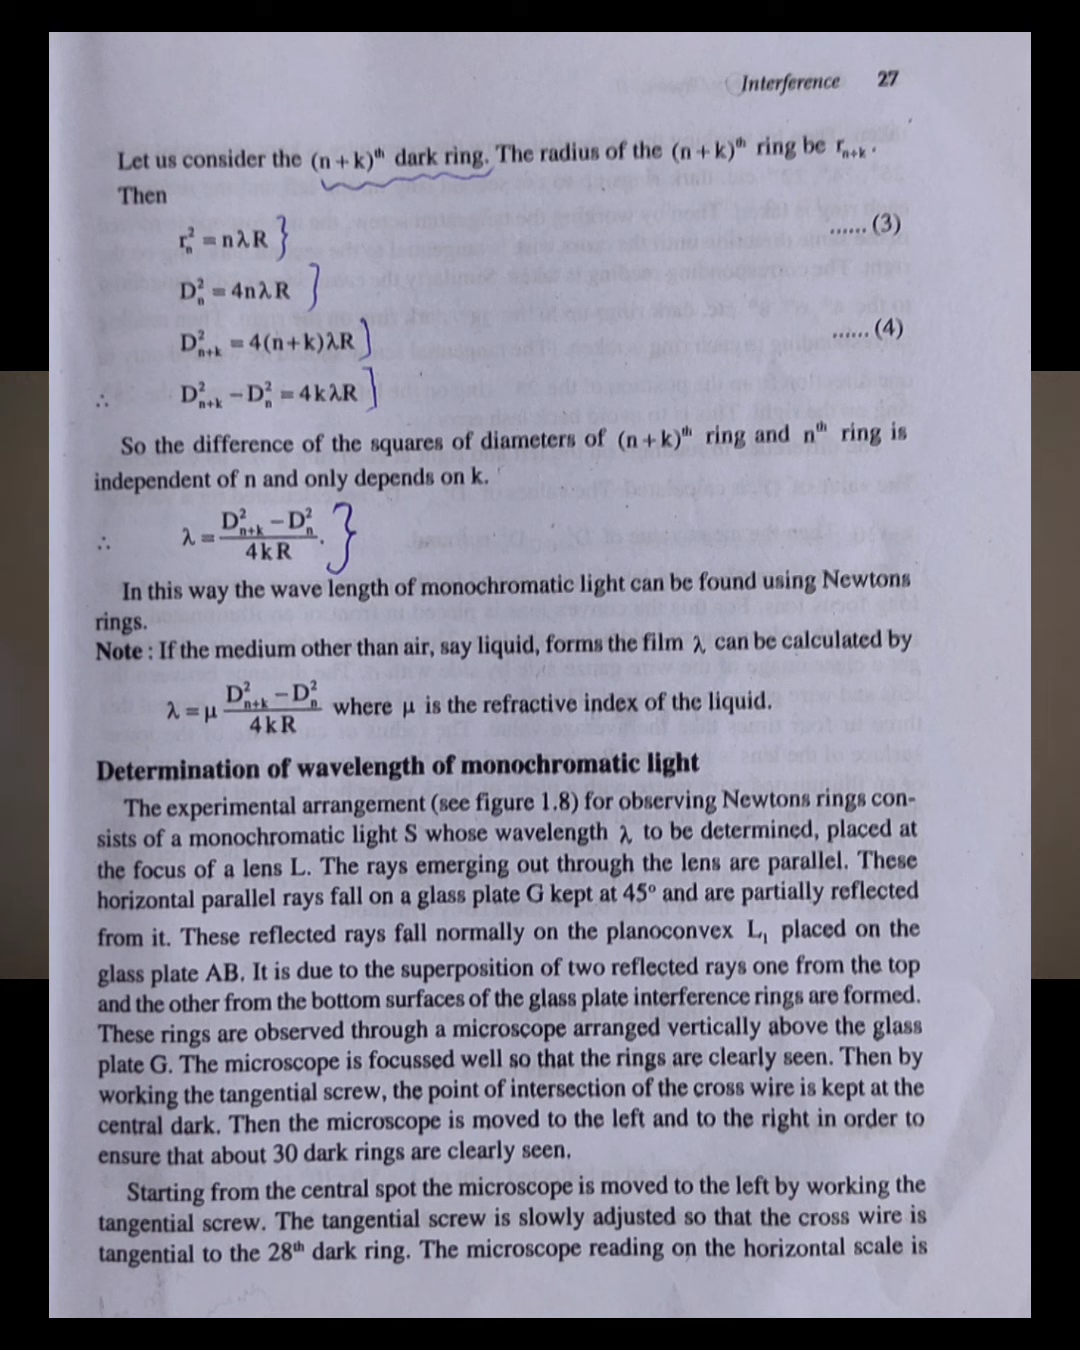 Interference 27
Let us consider the (n + k)th dark ring. The radius of the (n + k)th ring be rn+k .
Then
rn² = nλR ...... (3)
Dn² = 4nλR
D²n+k = 4(n+k)λR ...... (4)
∴ D²n+k − Dn² = 4kλR
So the difference of the squares of diameters of (n + k)th ring and nth ring is
independent of n and only depends on k.
∴ λ = (D²n+k − Dn²) / 4kR .
In this way the wave length of monochromatic light can be found using Newtons
rings.
Note : If the medium other than air, say liquid, forms the film λ can be calculated by
λ = μ (D²n+k − Dn²) / 4kR where μ is the refractive index of the liquid.
Determination of wavelength of monochromatic light
The experimental arrangement (see figure 1.8) for observing Newtons rings con-
sists of a monochromatic light S whose wavelength λ to be determined, placed at
the focus of a lens L. The rays emerging out through the lens are parallel. These
horizontal parallel rays fall on a glass plate G kept at 45° and are partially reflected
from it. These reflected rays fall normally on the planoconvex L₁ placed on the
glass plate AB. It is due to the superposition of two reflected rays one from the top
and the other from the bottom surfaces of the glass plate interference rings are formed.
These rings are observed through a microscope arranged vertically above the glass
plate G. The microscope is focussed well so that the rings are clearly seen. Then by
working the tangential screw, the point of intersection of the cross wire is kept at the
central dark. Then the microscope is moved to the left and to the right in order to
ensure that about 30 dark rings are clearly seen.
Starting from the central spot the microscope is moved to the left by working the
tangential screw. The tangential screw is slowly adjusted so that the cross wire is
tangential to the 28th dark ring. The microscope reading on the horizontal scale is